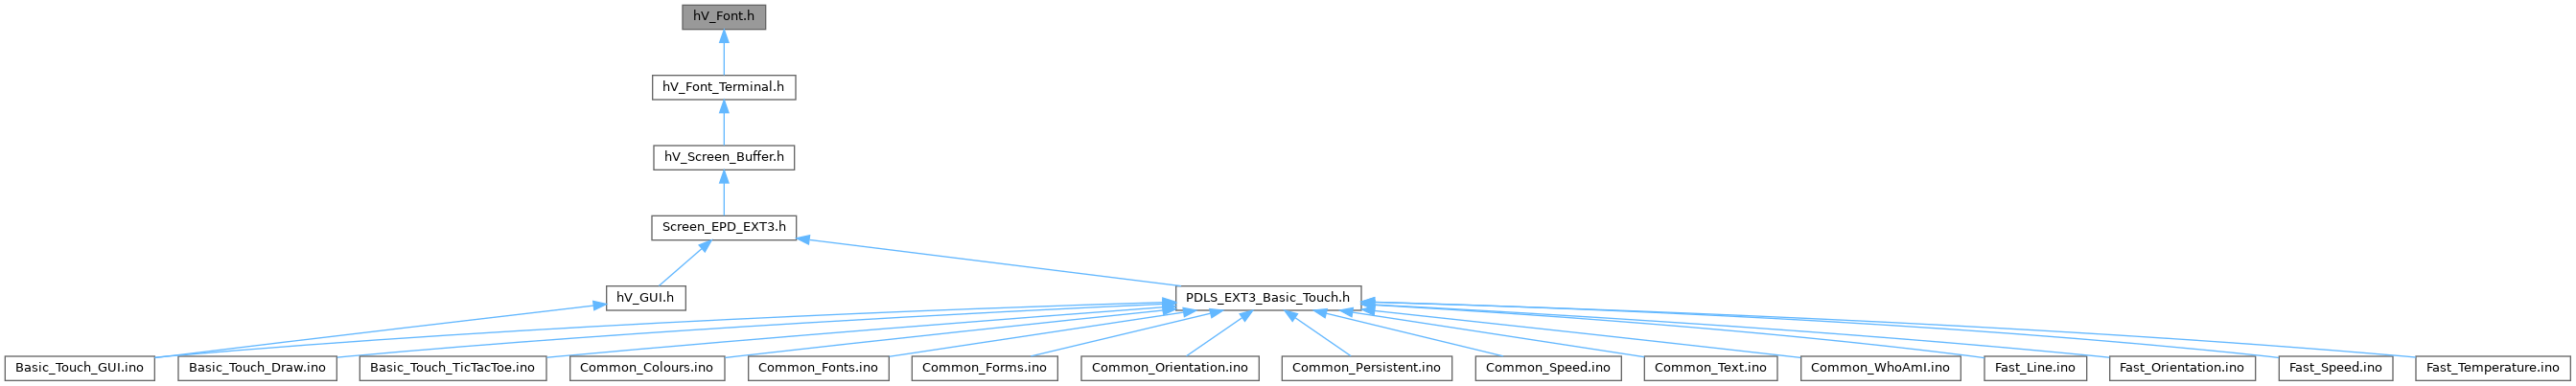 hV_Font.h
hV_Font_Terminal.h
hV_Screen_Buffer.h
Screen_EPD_EXT3.h
hV_GUI.h
PDLS_EXT3_Basic_Touch.h
Basic_Touch_GUI.ino
Basic_Touch_Draw.ino
Basic_Touch_TicTacToe.ino
Common_Colours.ino
Common_Fonts.ino
Common_Forms.ino
Common_Orientation.ino
Common_Persistent.ino
Common_Speed.ino
Common_Text.ino
Common_WhoAmI.ino
Fast_Line.ino
Fast_Orientation.ino
Fast_Speed.ino
Fast_Temperature.ino